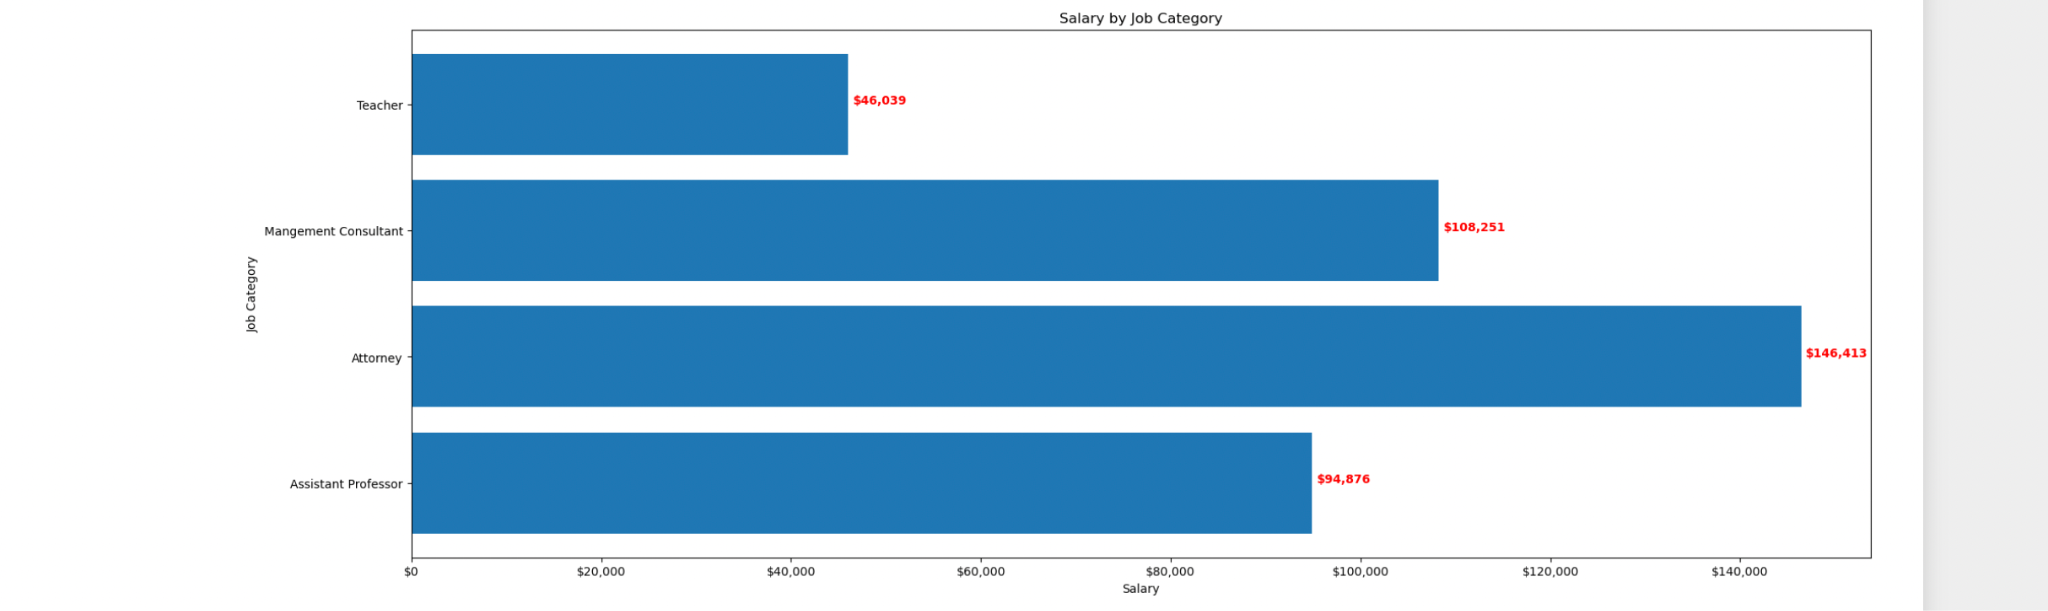 Salary by Job Category
Teacher
$46,039
Mangement Consultant
$108,251
Job Category
Attorney
$146,413
Assistant Professor
$94,876
$0 $20,000 $40,000 $60,000 $80,000 $100,000 $120,000 $140,000
Salary